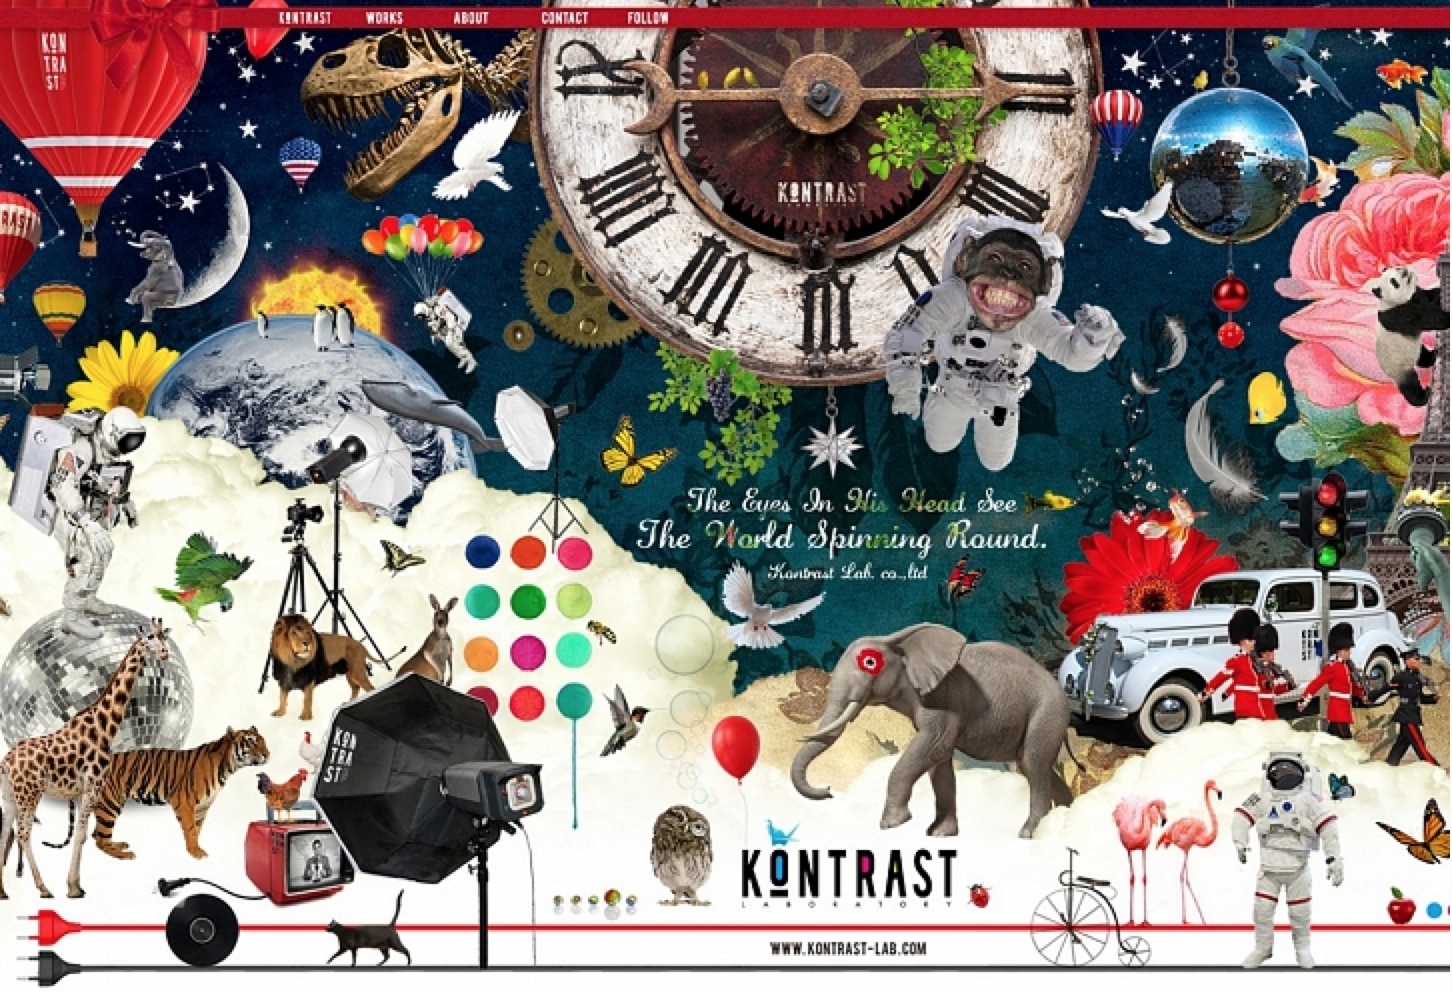 KONTRAST WORKS ABOUT CONTACT FOLLOW
KON
TRA
ST
RAST
KONTRAST
The Eyes In His Head See
The World Spinning Round.
Kontrast Lab. co.,ltd
KON
TRA
ST
KONTRAST
LABORATORY
WWW.KONTRAST-LAB.COM